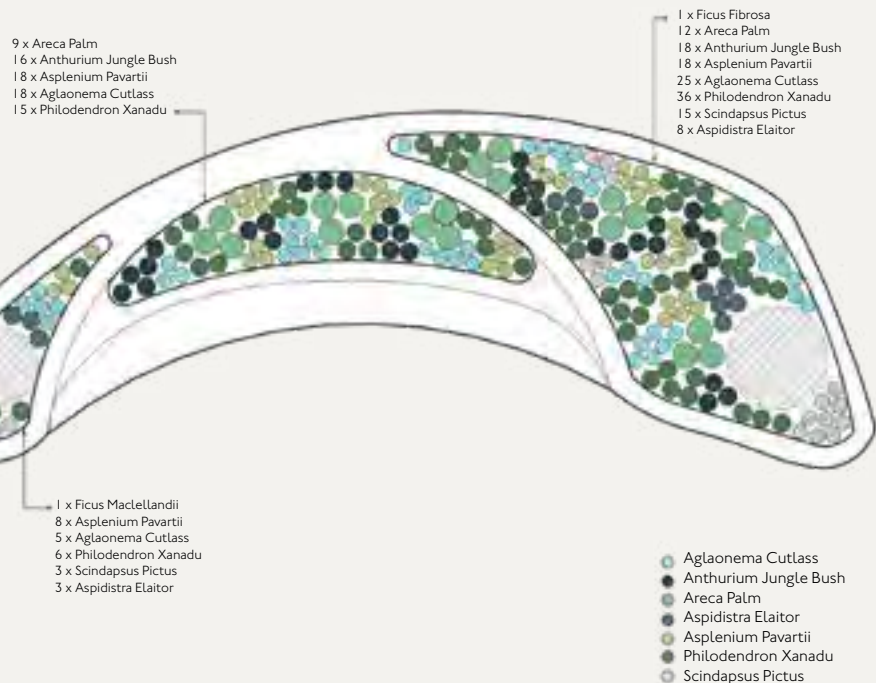 9 x Areca Palm
16 x Anthurium Jungle Bush
18 x Asplenium Pavartii
18 x Aglaonema Cutlass
15 x Philodendron Xanadu
1 x Ficus Fibrosa
12 x Areca Palm
18 x Anthurium Jungle Bush
18 x Asplenium Pavartii
25 x Aglaonema Cutlass
36 x Philodendron Xanadu
15 x Scindapsus Pictus
8 x Aspidistra Elaitor
1 x Ficus Maclellandii
8 x Asplenium Pavartii
5 x Aglaonema Cutlass
6 x Philodendron Xanadu
3 x Scindapsus Pictus
3 x Aspidistra Elaitor
Aglaonema Cutlass
Anthurium Jungle Bush
Areca Palm
Aspidistra Elaitor
Asplenium Pavartii
Philodendron Xanadu
Scindapsus Pictus